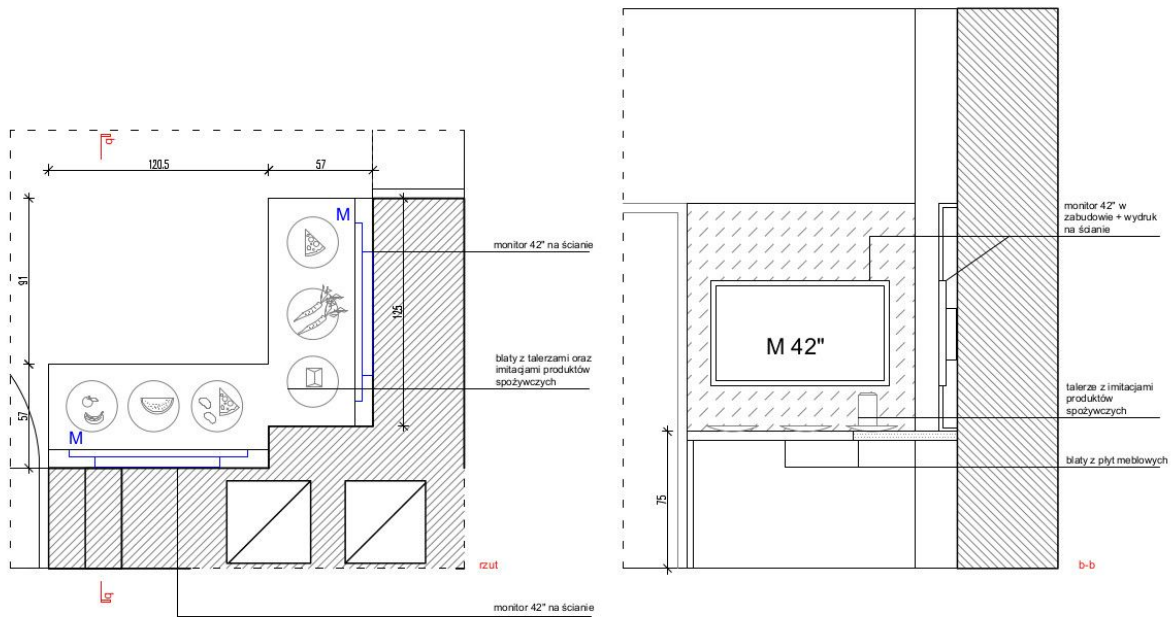 b
120.5
57
M
monitor 42" na ścianie
91
125
blaty z talerzami oraz
imitacjami produktów
spożywczych
57
M
rzut
b
monitor 42" na ścianie
monitor 42" w
zabudowie + wydruk
na ścianie
M 42"
talerze z imitacjami
produktów
spożywczych
blaty z płyt meblowych
75
b-b